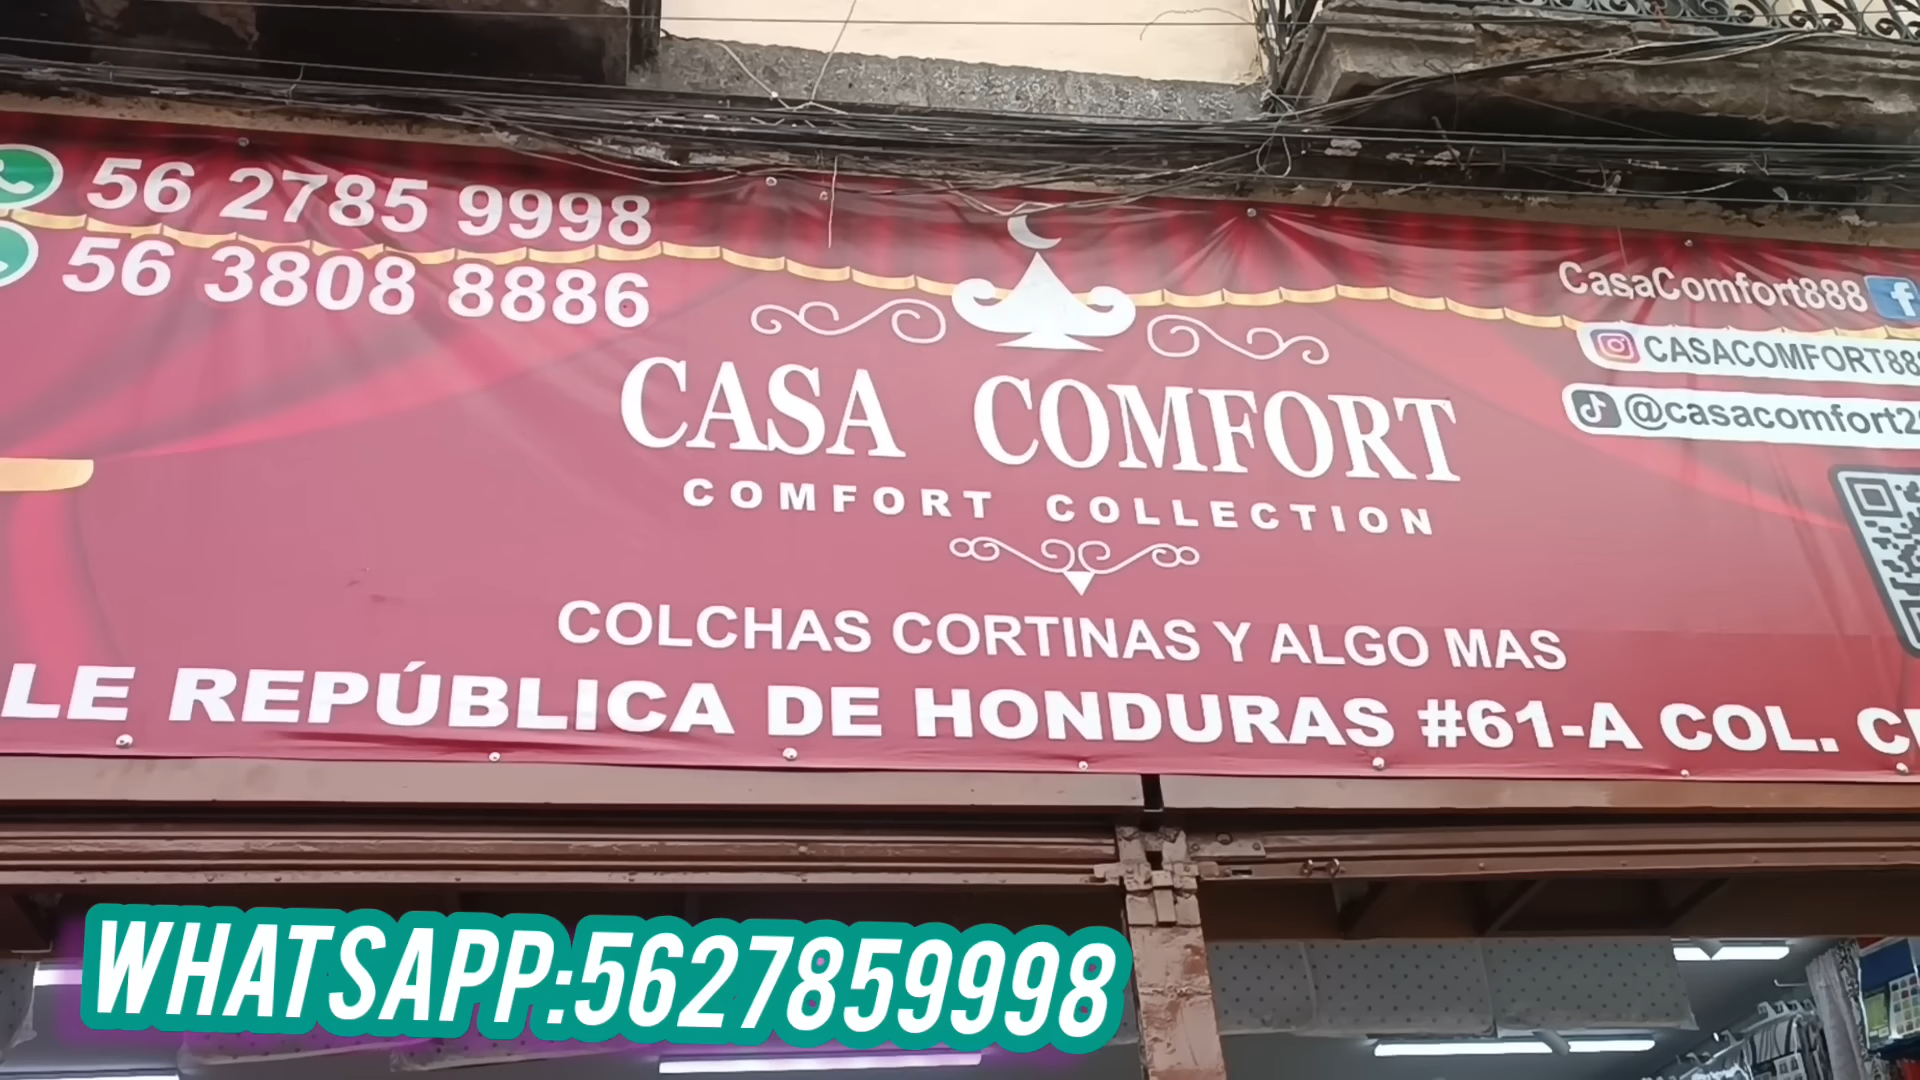 56 2785 9998
56 3808 8886
CasaComfort888
CASACOMFORT888
@casacomfort2
CASA COMFORT
COMFORT COLLECTION
COLCHAS CORTINAS Y ALGO MAS
LE REPÚBLICA DE HONDURAS #61-A COL.
WHATSAPP:5627859998